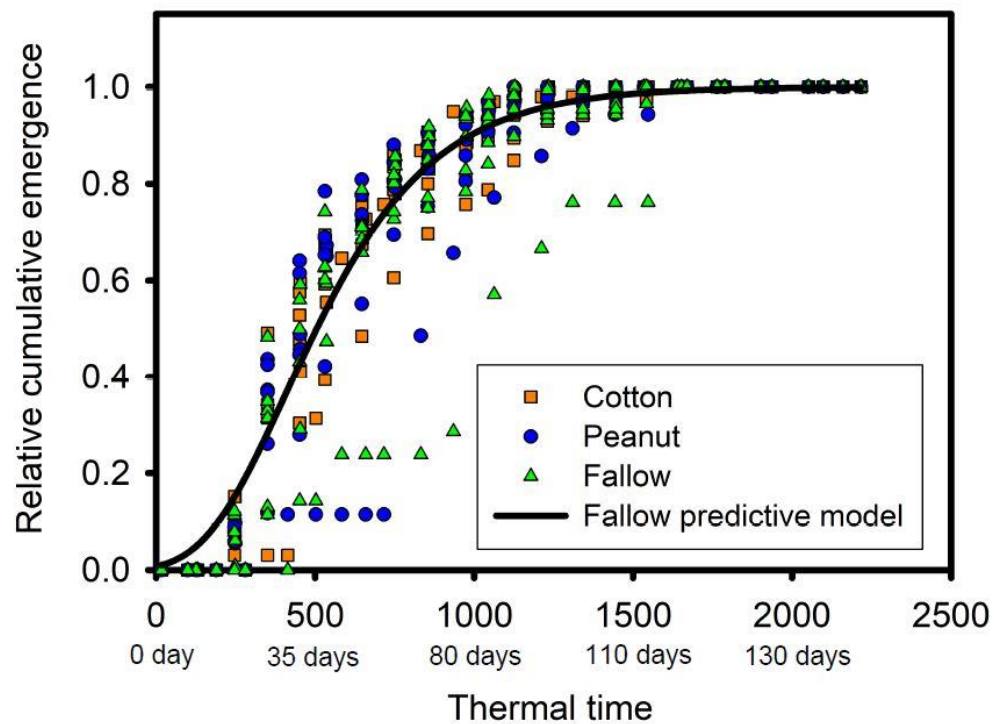 Relative cumulative emergence
1.0
0.8
0.6
0.4
0.2
0.0
Cotton
Peanut
Fallow
Fallow predictive model
0 500 1000 1500 2000 2500
0 day 35 days 80 days 110 days 130 days
Thermal time